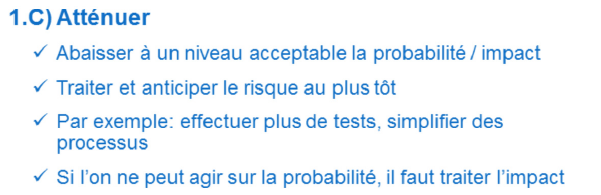 1.C) Atténuer
✓ Abaisser à un niveau acceptable la probabilité / impact
✓ Traiter et anticiper le risque au plus tôt
✓ Par exemple: effectuer plus de tests, simplifier des
processus
✓ Si l'on ne peut agir sur la probabilité, il faut traiter l'impact